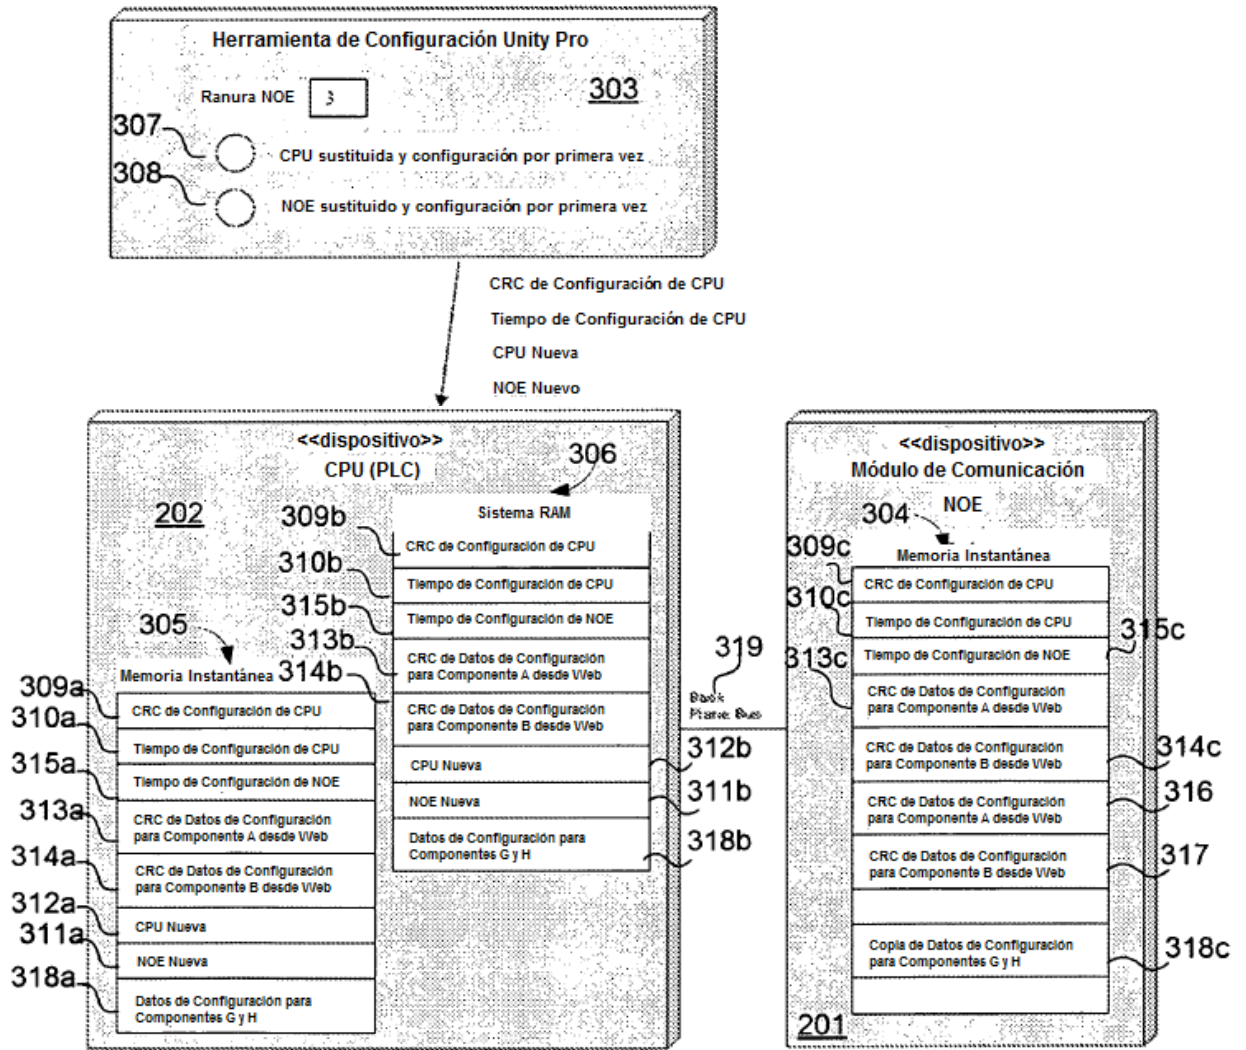 Herramienta de Configuración Unity Pro
Ranura NOE 3
303
307
CPU sustituida y configuración por primera vez
308
NOE sustituido y configuración por primera vez
CRC de Configuración de CPU
Tiempo de Configuración de CPU
CPU Nueva
NOE Nuevo
<<dispositivo>>
CPU (PLC)
202
306
Sistema RAM
309b
CRC de Configuración de CPU
310b
Tiempo de Configuración de CPU
315b
Tiempo de Configuración de NOE
313b
CRC de Datos de Configuración
para Componente A desde Web
314b
CRC de Datos de Configuración
para Componente B desde Web
CPU Nueva
312b
NOE Nueva
311b
Datos de Configuración para
Componentes G y H
318b
305
Memoria Instantánea
309a
CRC de Configuración de CPU
310a
Tiempo de Configuración de CPU
315a
Tiempo de Configuración de NOE
313a
CRC de Datos de Configuración
para Componente A desde Web
314a
CRC de Datos de Configuración
para Componente B desde Web
312a
CPU Nueva
311a
NOE Nueva
318a
Datos de Configuración para
Componentes G y H
319
Back
Plane Bus
<<dispositivo>>
Módulo de Comunicación
NOE
304
Memoria Instantánea
309c
CRC de Configuración de CPU
310c
Tiempo de Configuración de CPU
315c
Tiempo de Configuración de NOE
313c
CRC de Datos de Configuración
para Componente A desde Web
CRC de Datos de Configuración
para Componente B desde Web
314c
CRC de Datos de Configuración
para Componente A desde Web
316
CRC de Datos de Configuración
para Componente B desde Web
317
Copia de Datos de Configuración
para Componentes G y H
318c
201